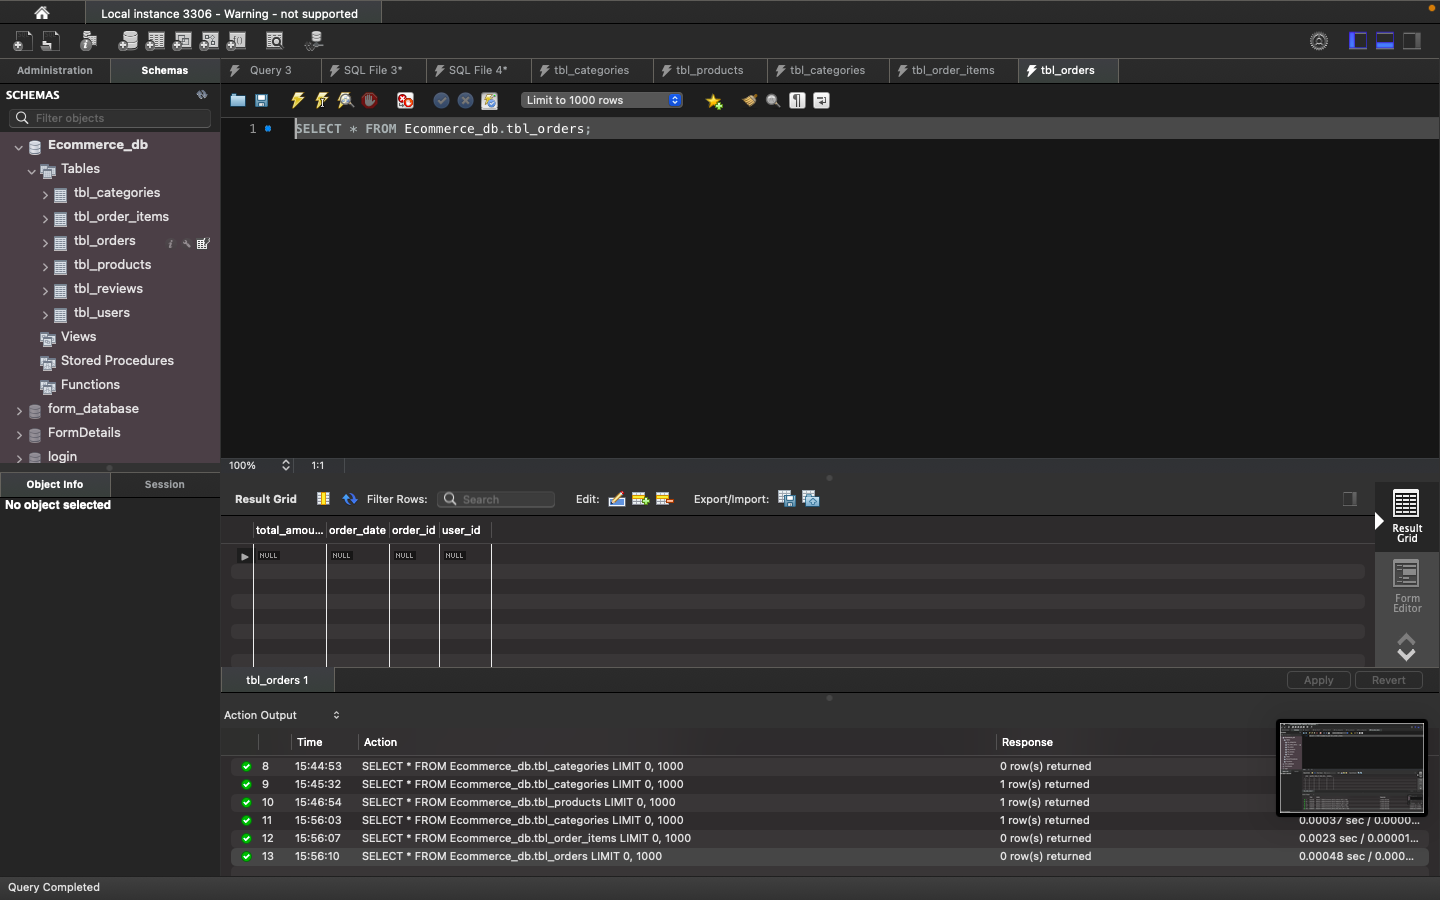 Local instance 3306 - Warning - not supported
Administration
Schemas
Query 3
SQL File 3*
SQL File 4*
tbl_categories
tbl_products
tbl_categories
tbl_order_items
tbl_orders
SCHEMAS
Filter objects
Limit to 1000 rows
1
SELECT * FROM Ecommerce_db.tbl_orders;
Ecommerce_db
Tables
tbl_categories
tbl_order_items
tbl_orders
tbl_products
tbl_reviews
tbl_users
Views
Stored Procedures
Functions
form_database
FormDetails
login
100%
1:1
Object Info
Session
No object selected
Result Grid
Filter Rows:
Search
Edit:
Export/Import:
total_amou...
order_date
order_id
user_id
NULL
NULL
NULL
NULL
Result
Grid
Form
Editor
tbl_orders 1
Apply
Revert
Action Output
Time
Action
Response
8 15:44:53 SELECT * FROM Ecommerce_db.tbl_categories LIMIT 0, 1000 0 row(s) returned
9 15:45:32 SELECT * FROM Ecommerce_db.tbl_categories LIMIT 0, 1000 1 row(s) returned
10 15:46:54 SELECT * FROM Ecommerce_db.tbl_products LIMIT 0, 1000 1 row(s) returned
11 15:56:03 SELECT * FROM Ecommerce_db.tbl_categories LIMIT 0, 1000 1 row(s) returned 0.00037 sec / 0.0000...
12 15:56:07 SELECT * FROM Ecommerce_db.tbl_order_items LIMIT 0, 1000 0 row(s) returned 0.0023 sec / 0.00001...
13 15:56:10 SELECT * FROM Ecommerce_db.tbl_orders LIMIT 0, 1000 0 row(s) returned 0.00048 sec / 0.000...
Query Completed